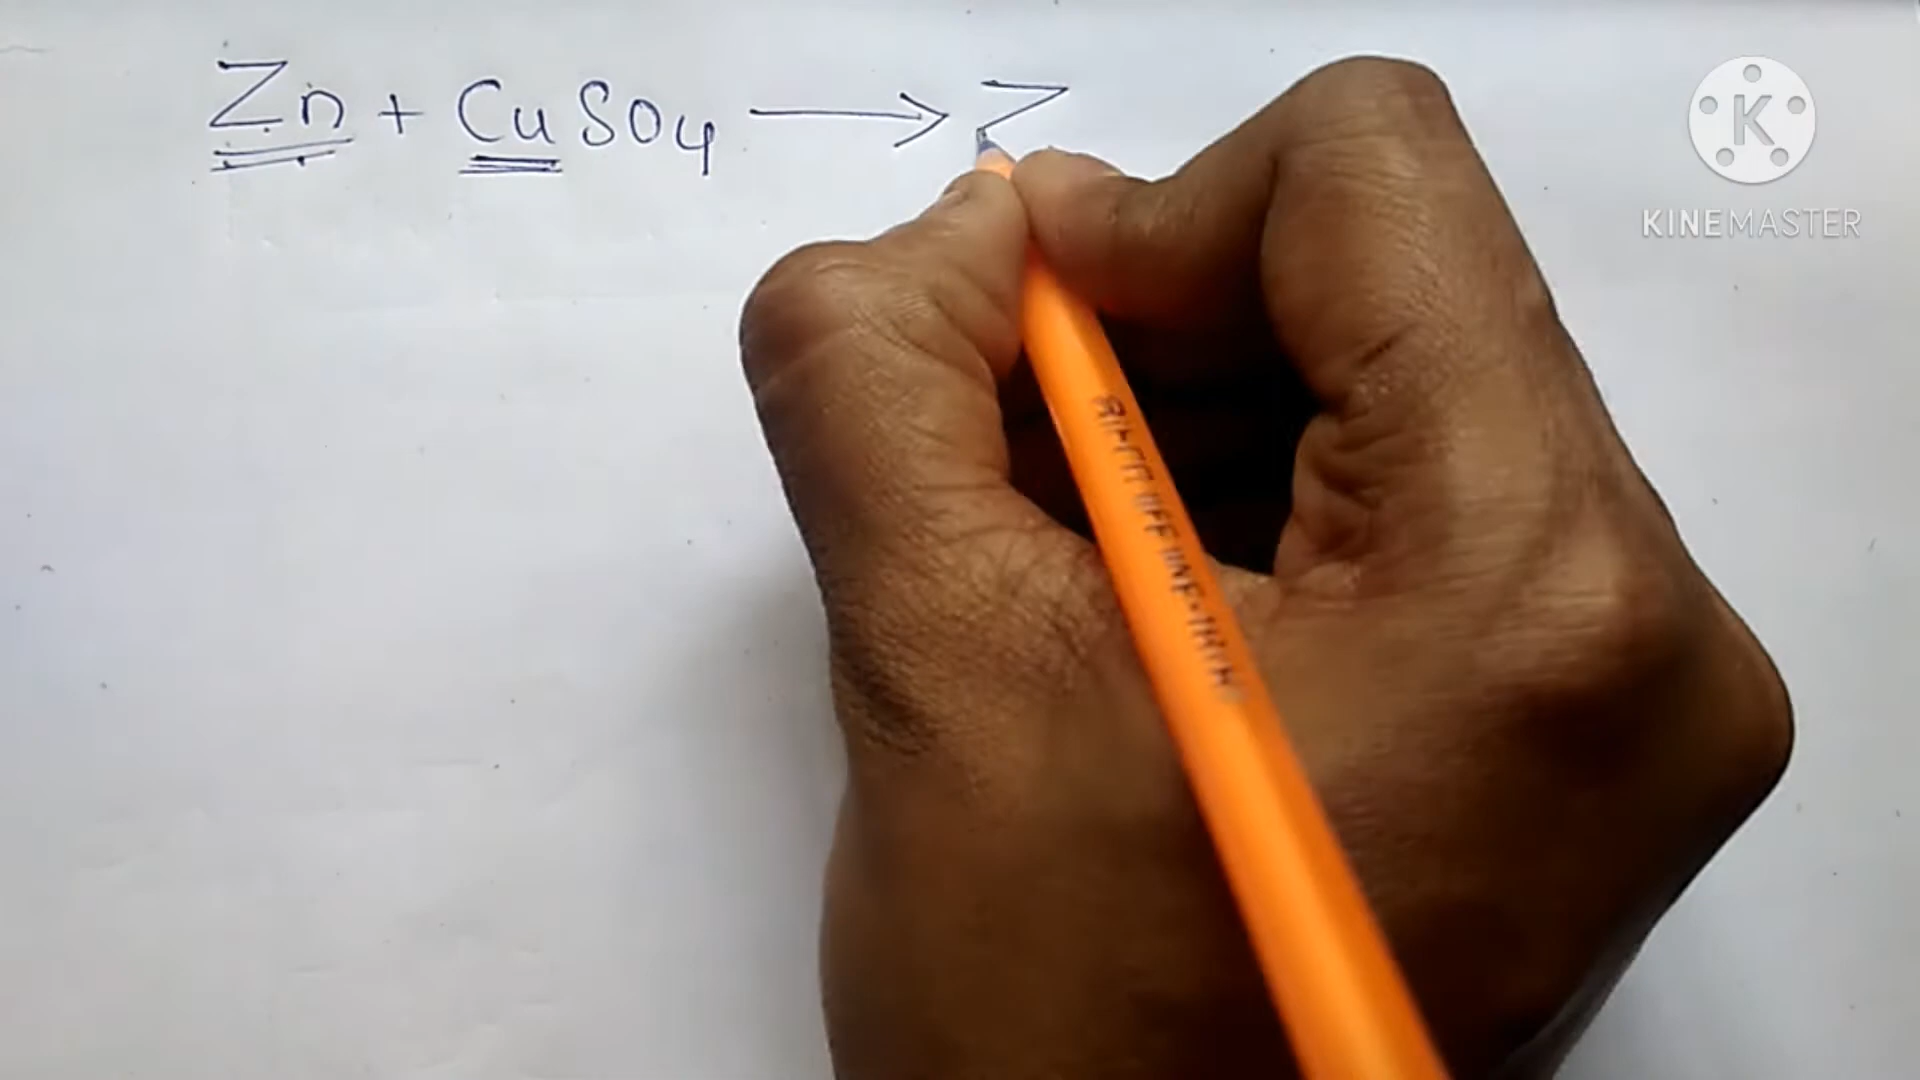 Zn + CuSO4 → Z
KINEMASTER